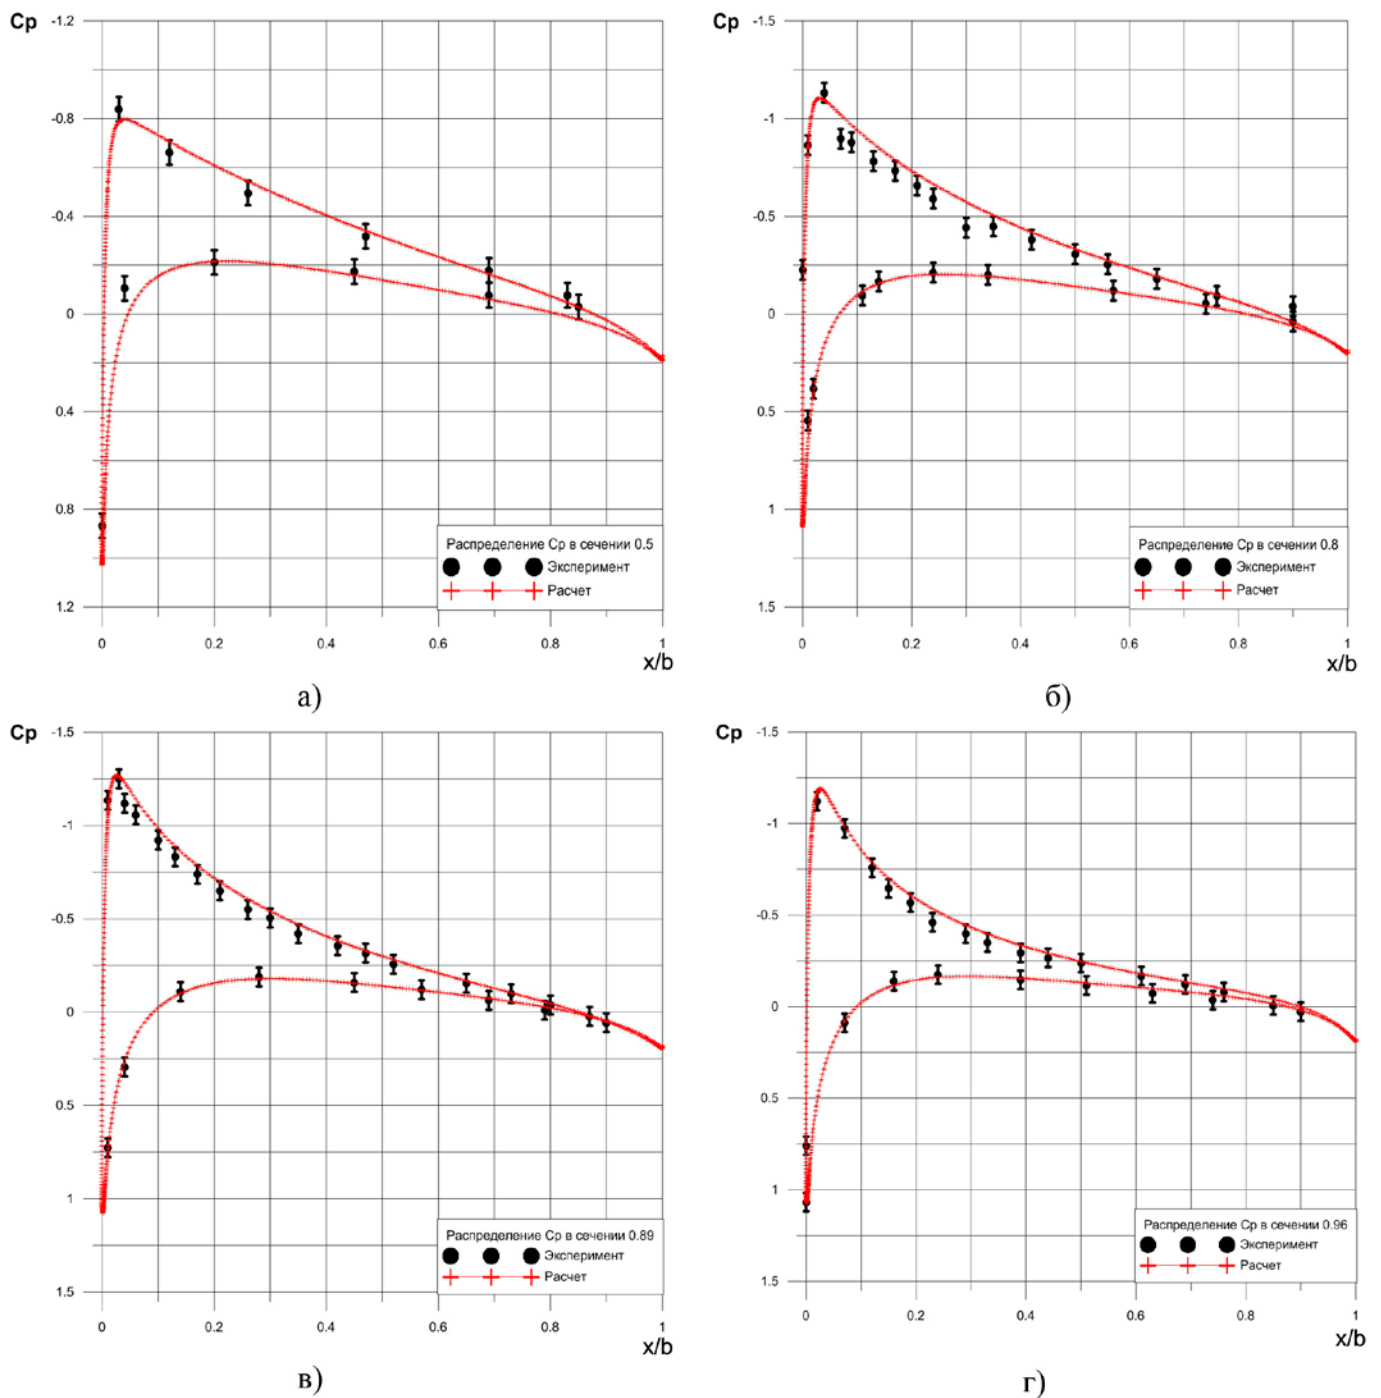 Cp
-1.2
-0.8
-0.4
0
0.4
0.8
1.2
0 0.2 0.4 0.6 0.8 1
x/b
Распределение Cp в сечении 0.5
Эксперимент
Расчет
а)
Cp
-1.5
-1
-0.5
0
0.5
1
1.5
0 0.2 0.4 0.6 0.8 1
x/b
Распределение Cp в сечении 0.8
Эксперимент
Расчет
б)
Cp
-1.5
-1
-0.5
0
0.5
1
1.5
0 0.2 0.4 0.6 0.8 1
x/b
Распределение Cp в сечении 0.89
Эксперимент
Расчет
в)
Cp
-1.5
-1
-0.5
0
0.5
1
1.5
0 0.2 0.4 0.6 0.8 1
x/b
Распределение Cp в сечении 0.96
Эксперимент
Расчет
г)